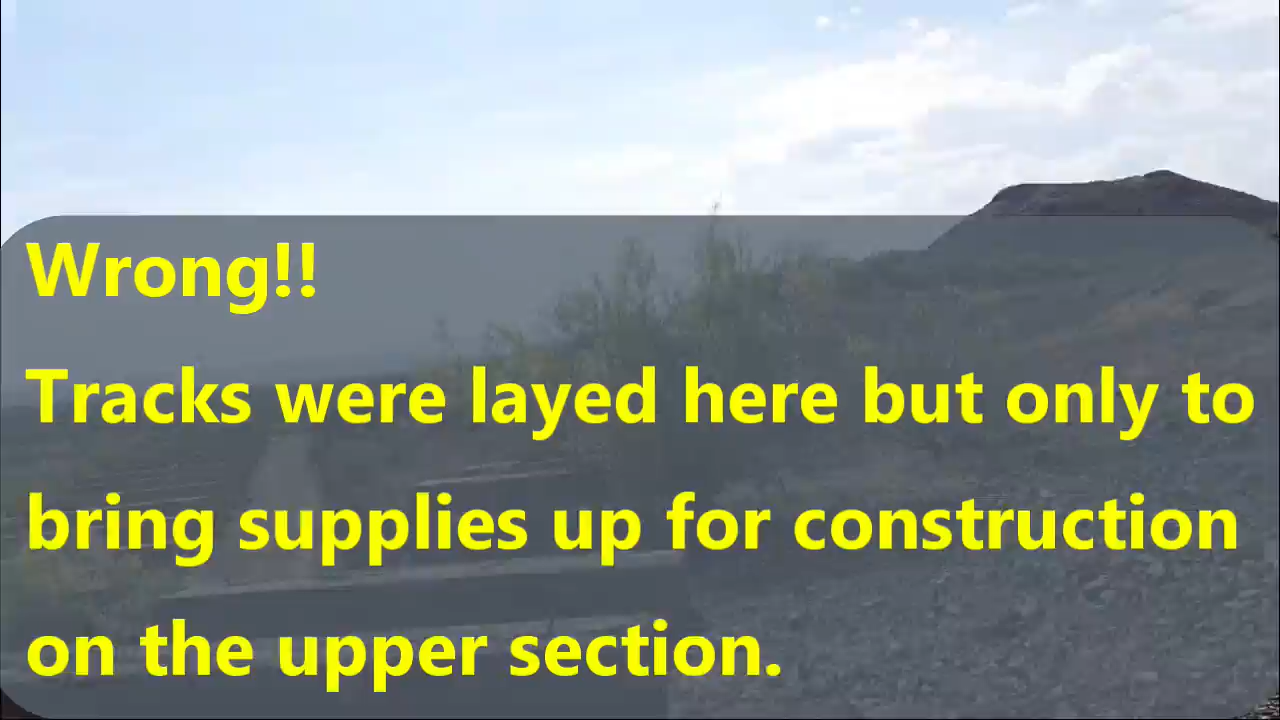 Wrong!!
Tracks were layed here but only to
bring supplies up for construction
on the upper section.